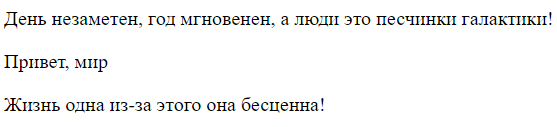 День незаметен, год мгновенен, а люди это песчинки галактики!
Привет, мир
Жизнь одна из-за этого она бесценна!